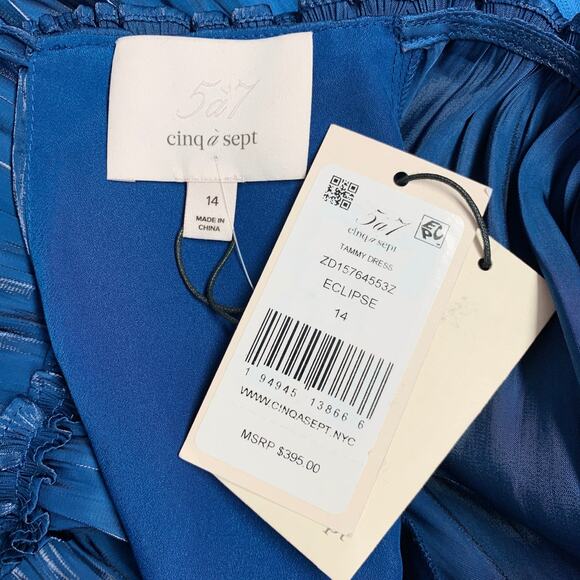 5à7
cinq à sept
14
MADE IN
CHINA
5à7
cinq à sept
TAMMY DRESS
ZD15764553Z
ECLIPSE
14
1 94945 13866 6
WWW.CINQASEPT.NYC
MSRP $395.00